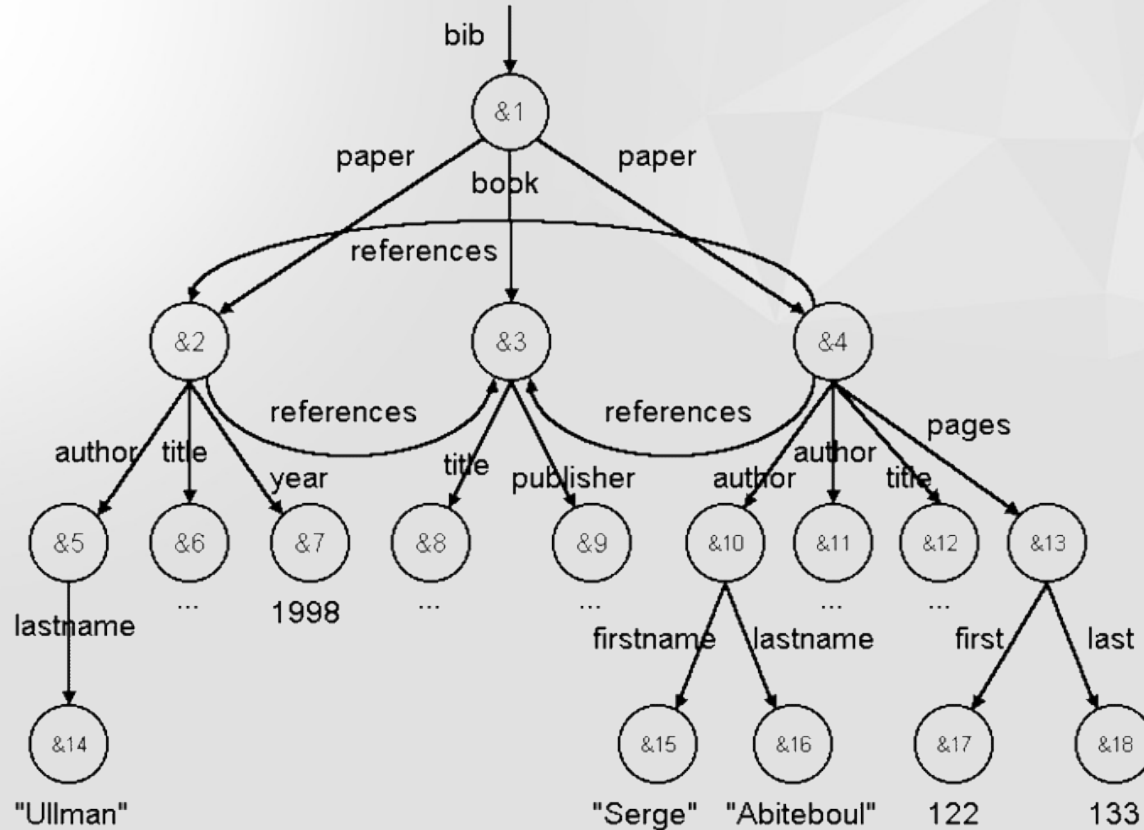 bib
&1
paper
book
paper
references
&2
&3
&4
references
references
author
title
year
title
publisher
author
author
title
pages
&5
&6
&7
&8
&9
&10
&11
&12
&13
...
1998
...
...
...
...
lastname
firstname
lastname
first
last
&14
&15
&16
&17
&18
"Ullman"
"Serge"
"Abiteboul"
122
133